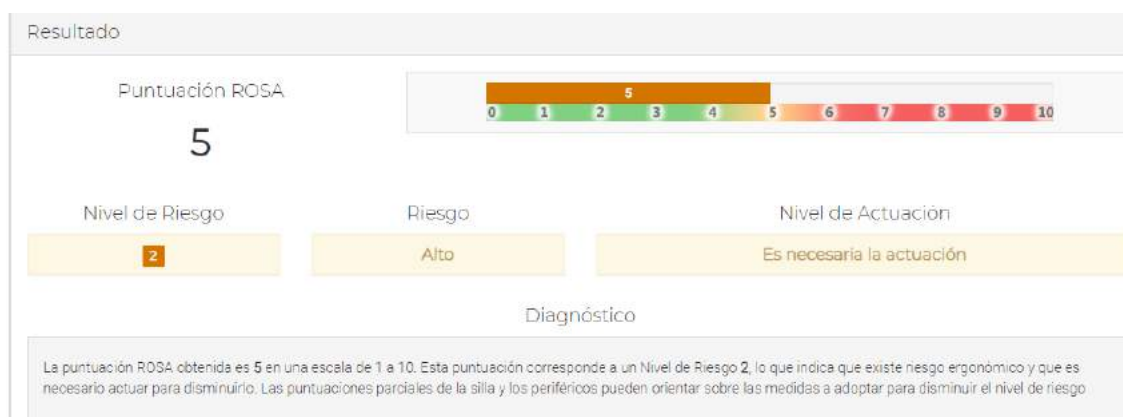 Resultado
Puntuación ROSA
5
5
0 1 2 3 4 5 6 7 8 9 10
Nivel de Riesgo
Riesgo
Nivel de Actuación
2
Alto
Es necesaria la actuación
Diagnóstico
La puntuación ROSA obtenida es 5 en una escala de 1 a 10. Esta puntuación corresponde a un Nivel de Riesgo 2, lo que indica que existe riesgo ergonómico y que es
necesario actuar para disminuirlo. Las puntuaciones parciales de la silla y los periféricos pueden orientar sobre las medidas a adoptar para disminuir el nivel de riesgo